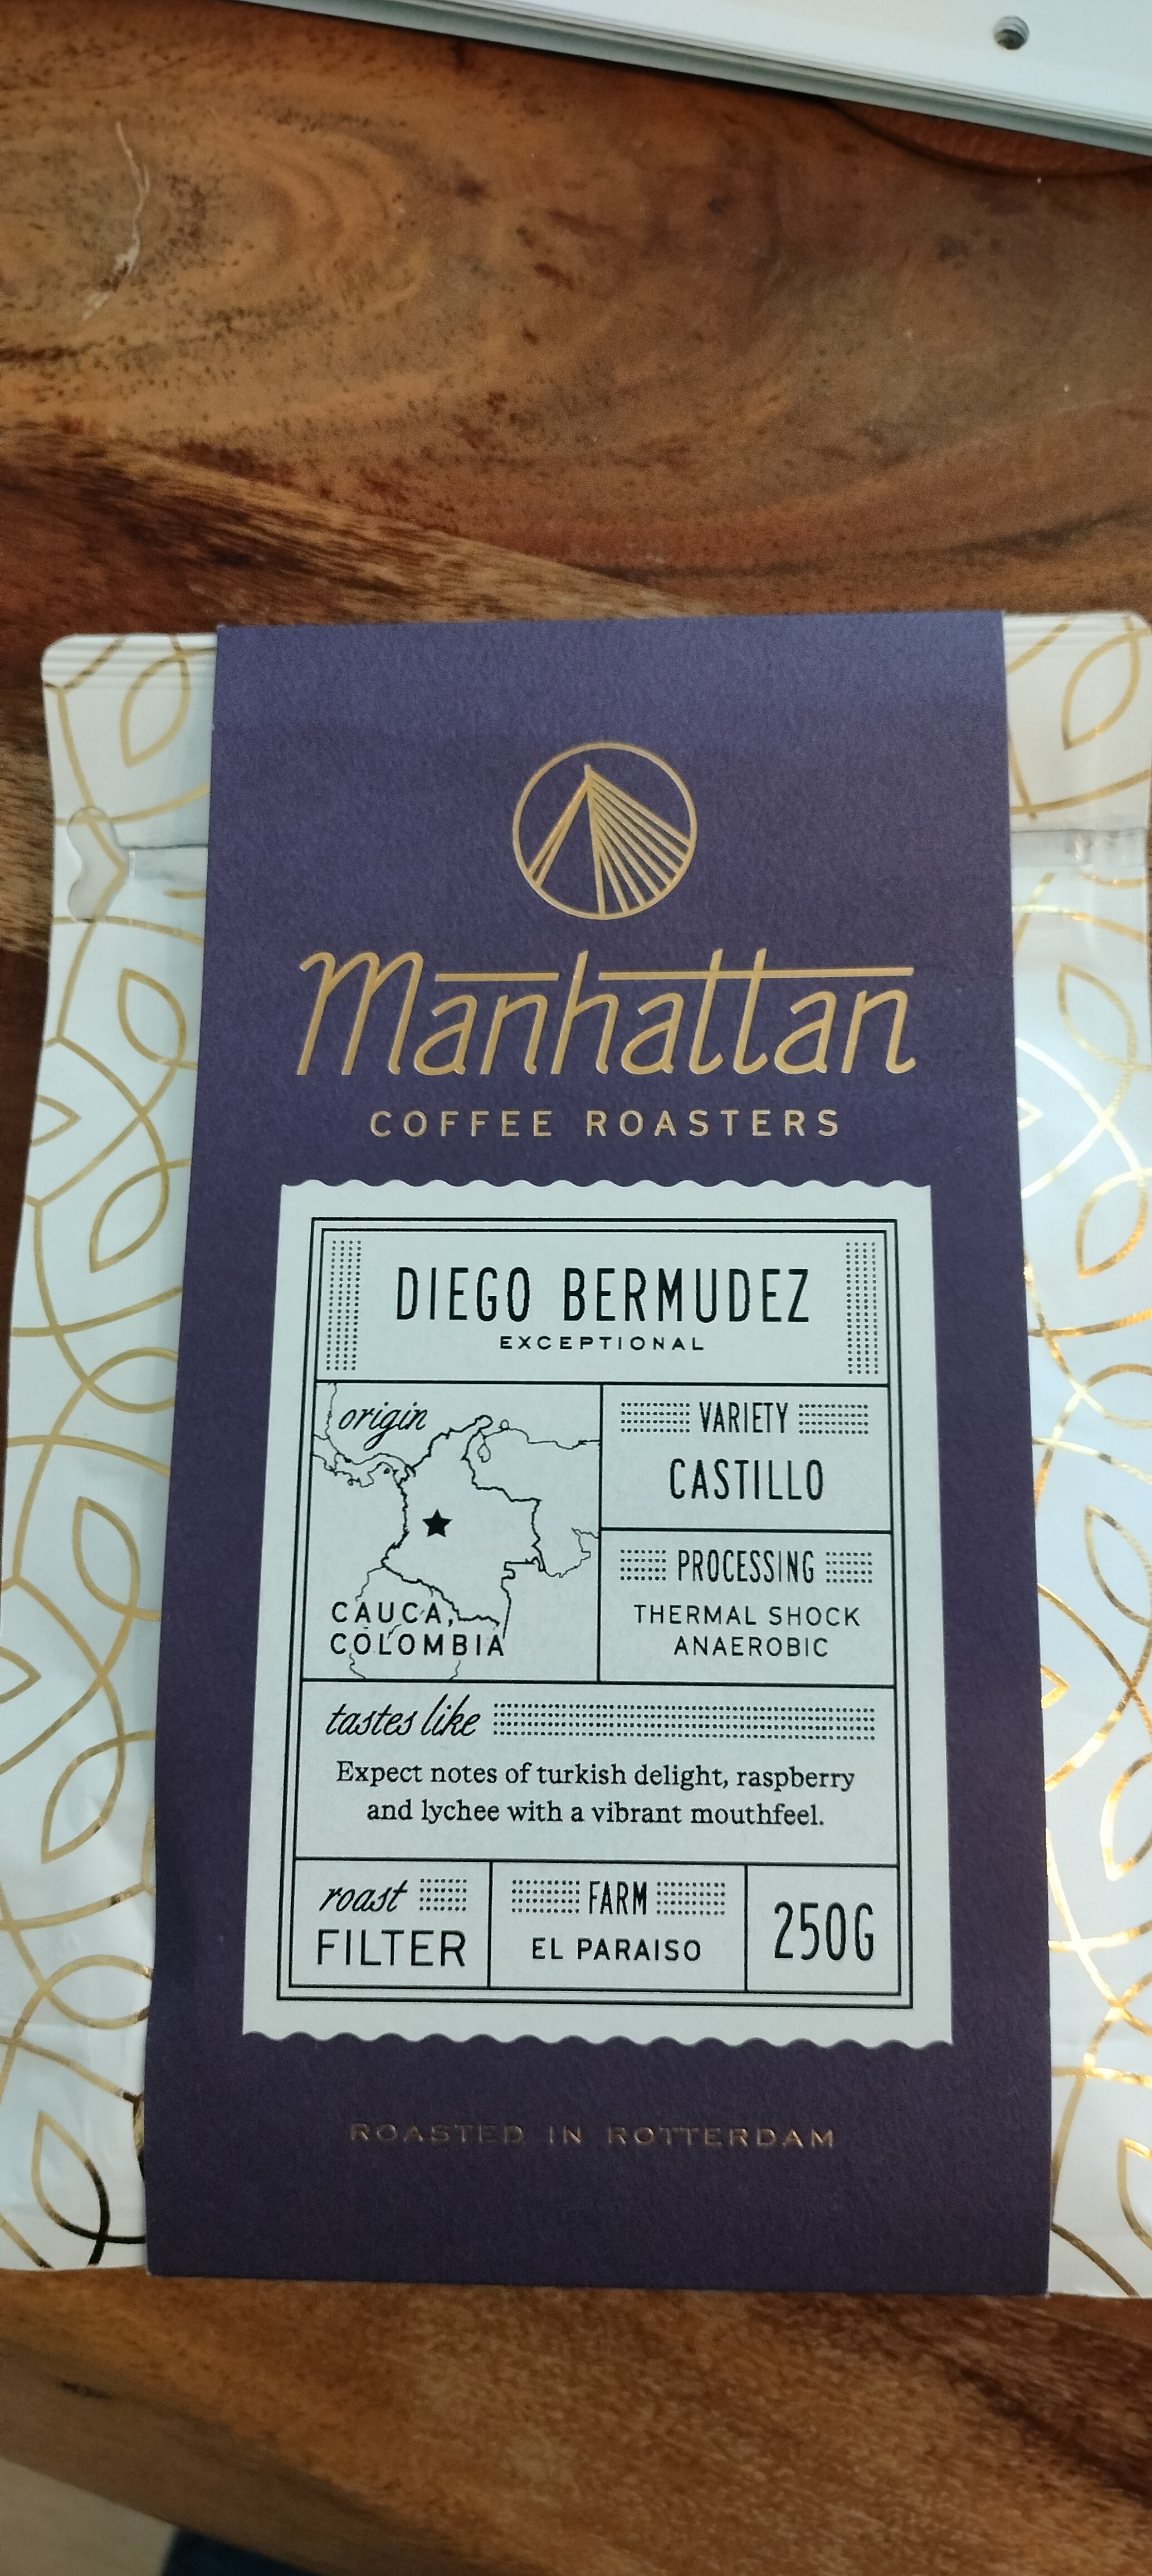 Manhattan
COFFEE ROASTERS
DIEGO BERMUDEZ
EXCEPTIONAL
origin
CAUCA,
COLOMBIA
VARIETY
CASTILLO
PROCESSING
THERMAL SHOCK
ANAEROBIC
tastes like
Expect notes of turkish delight, raspberry
and lychee with a vibrant mouthfeel.
roast
FILTER
FARM
EL PARAISO
250G
ROASTED IN ROTTERDAM